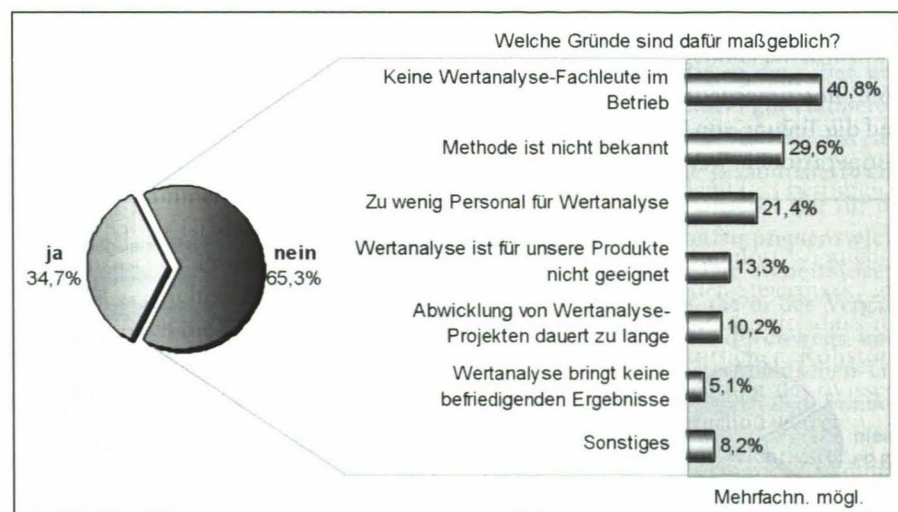 Welche Gründe sind dafür maßgeblich?
Keine Wertanalyse-Fachleute im
Betrieb
40,8%
Methode ist nicht bekannt
29,6%
Zu wenig Personal für Wertanalyse
21,4%
ja
34,7%
nein
65,3%
Wertanalyse ist für unsere Produkte
nicht geeignet
13,3%
Abwicklung von Wertanalyse-
Projekten dauert zu lange
10,2%
Wertanalyse bringt keine
befriedigenden Ergebnisse
5,1%
Sonstiges
8,2%
Mehrfachn. mögl.